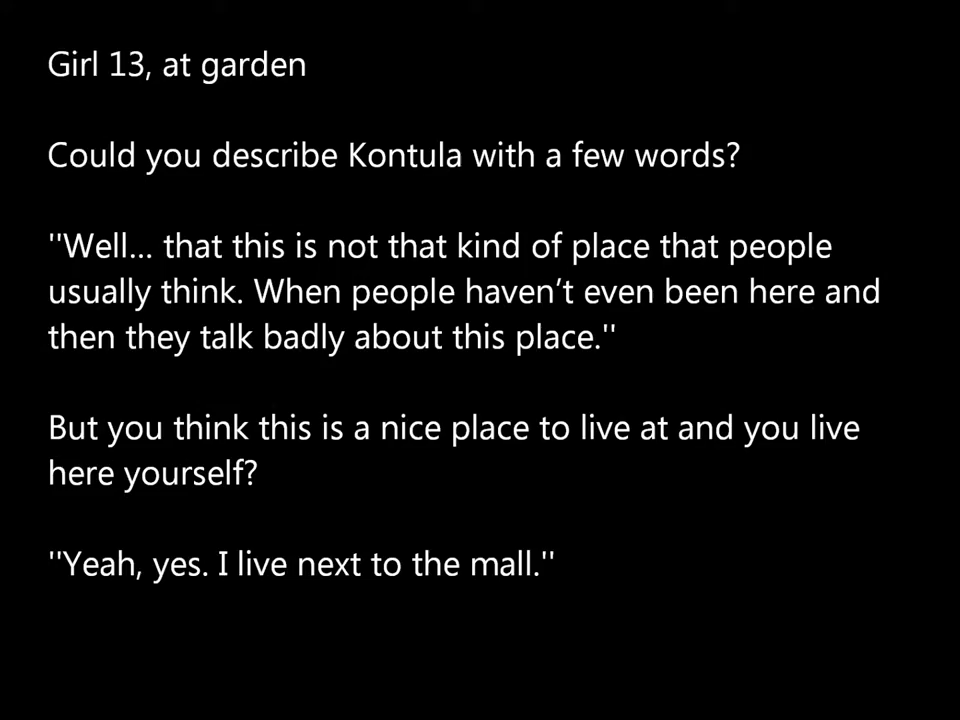 Girl 13, at garden
Could you describe Kontula with a few words?
''Well... that this is not that kind of place that people
usually think. When people haven’t even been here and
then they talk badly about this place.''
But you think this is a nice place to live at and you live
here yourself?
''Yeah, yes. I live next to the mall.''